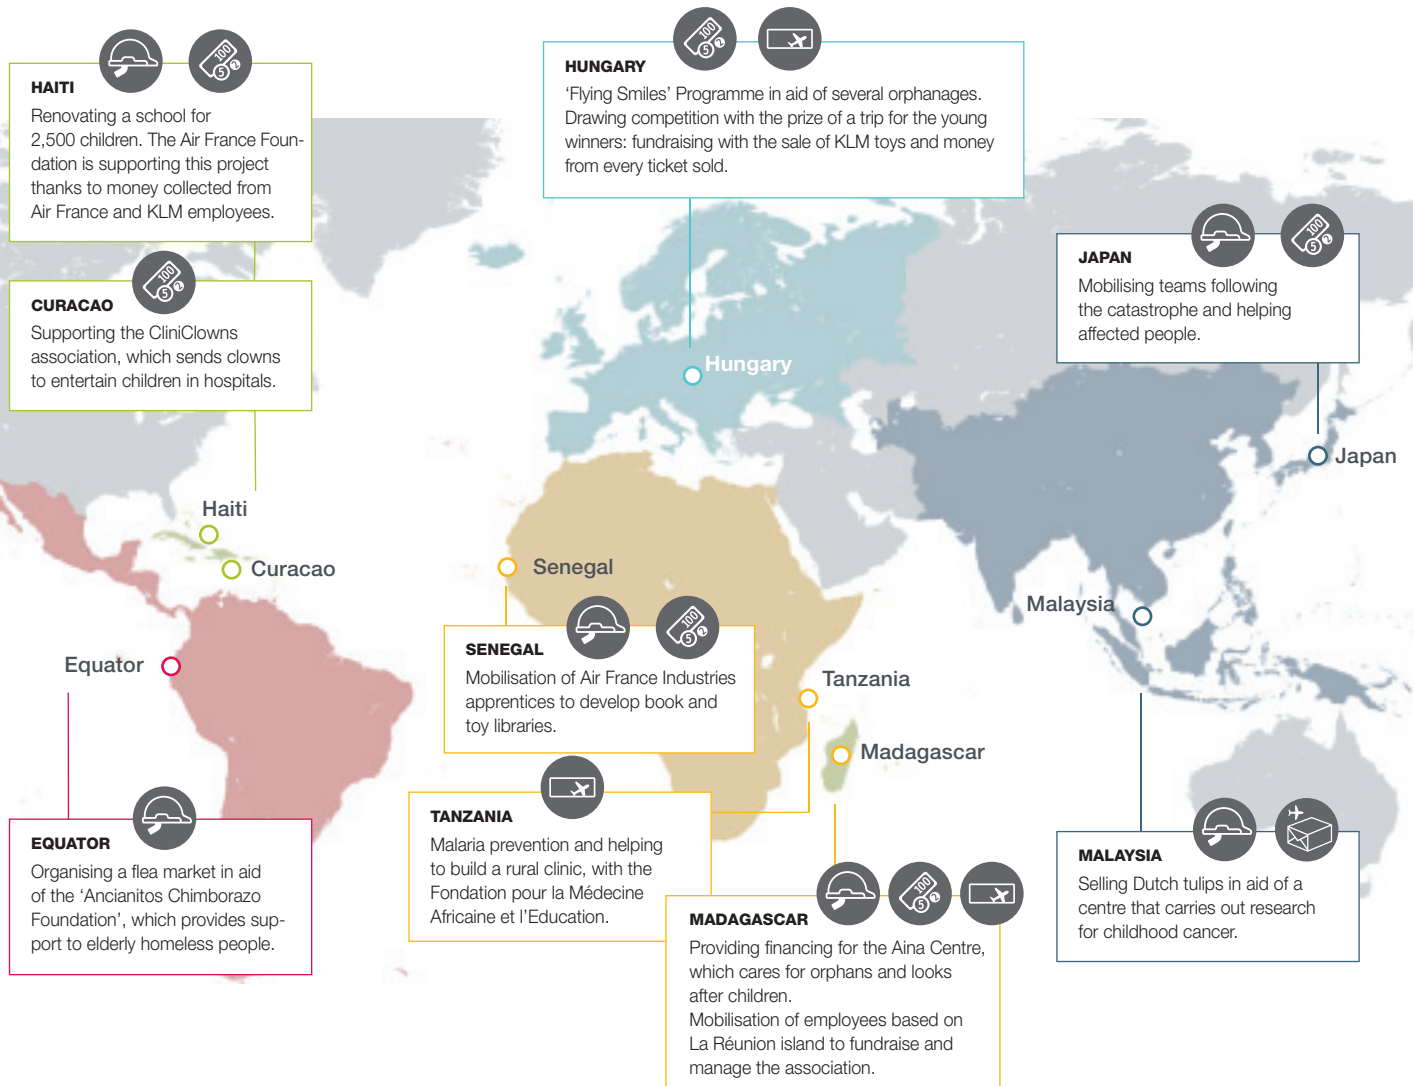 HAITI
Renovating a school for
2,500 children. The Air France Foun-
dation is supporting this project
thanks to money collected from
Air France and KLM employees.
CURACAO
Supporting the CliniClowns
association, which sends clowns
to entertain children in hospitals.
HUNGARY
‘Flying Smiles’ Programme in aid of several orphanages.
Drawing competition with the prize of a trip for the young
winners: fundraising with the sale of KLM toys and money
from every ticket sold.
JAPAN
Mobilising teams following
the catastrophe and helping
affected people.
Hungary
Japan
Haiti
Curacao
Senegal
Malaysia
Equator
Tanzania
Madagascar
SENEGAL
Mobilisation of Air France Industries
apprentices to develop book and
toy libraries.
TANZANIA
Malaria prevention and helping
to build a rural clinic, with the
Fondation pour la Médecine
Africaine et l’Education.
EQUATOR
Organising a flea market in aid
of the ‘Ancianitos Chimborazo
Foundation’, which provides sup-
port to elderly homeless people.
MADAGASCAR
Providing financing for the Aina Centre,
which cares for orphans and looks
after children.
Mobilisation of employees based on
La Réunion island to fundraise and
manage the association.
MALAYSIA
Selling Dutch tulips in aid of a
centre that carries out research
for childhood cancer.